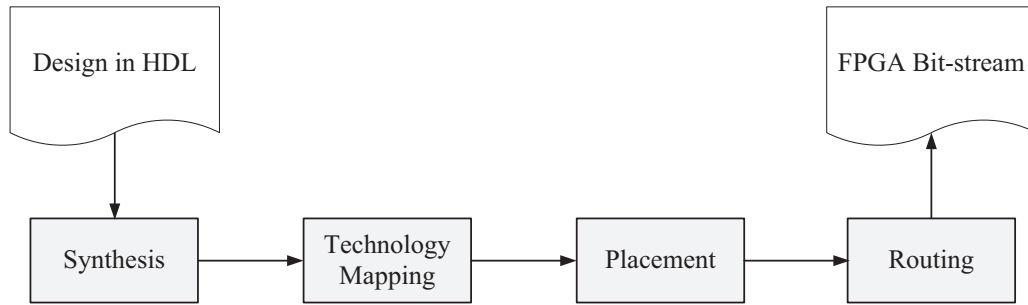 Design in HDL
FPGA Bit-stream
Synthesis
Technology
Mapping
Placement
Routing